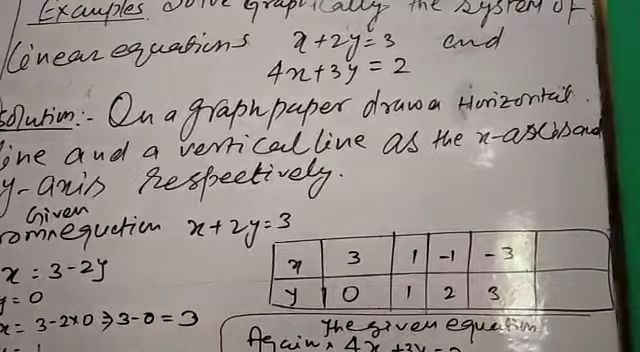 Examples. Solve graphically the system of
linear equations x+2y=3 and
4x+3y=2
solution:- On a graph paper draw a Horizontal
line and a vertical line as the x-axis and
y-axis respectively.
Given
from equation x+2y=3
x = 3-2y
y = 0
x = 3-2×0 ⇒ 3-0 = 3
x 3 1 -1 -3
y 0 1 2 3
The given equation
Again, 4x+3y=2